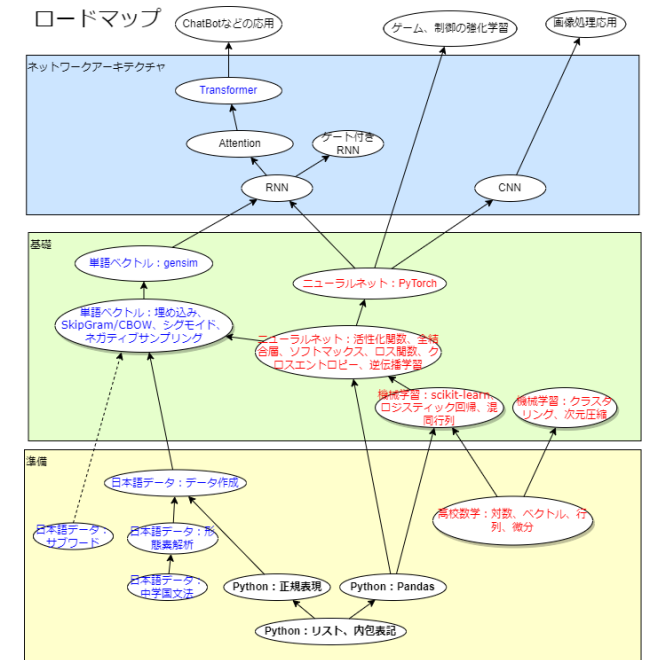 ロードマップ
ChatBotなどの応用
ゲーム、制御の強化学習
画像処理応用
ネットワークアーキテクチャ
Transformer
Attention
ゲート付き
RNN
RNN
CNN
基礎
単語ベクトル：gensim
ニューラルネット：PyTorch
単語ベクトル：埋め込み、
SkipGram/CBOW、シグモイド、
ネガティブサンプリング
ニューラルネット：活性化関数、全結
合層、ソフトマックス、ロス関数、ク
ロスエントロピー、逆伝播学習
機械学習：scikit-learn、
ロジスティック回帰、混
同行列
機械学習：クラスタ
リング、次元圧縮
準備
日本語データ：データ作成
高校数学：対数、ベクトル、行
列、微分
日本語データ：
サブワード
日本語データ：形
態素解析
日本語データ：
中学国文法
Python：正規表現
Python：Pandas
Python：リスト、内包表記